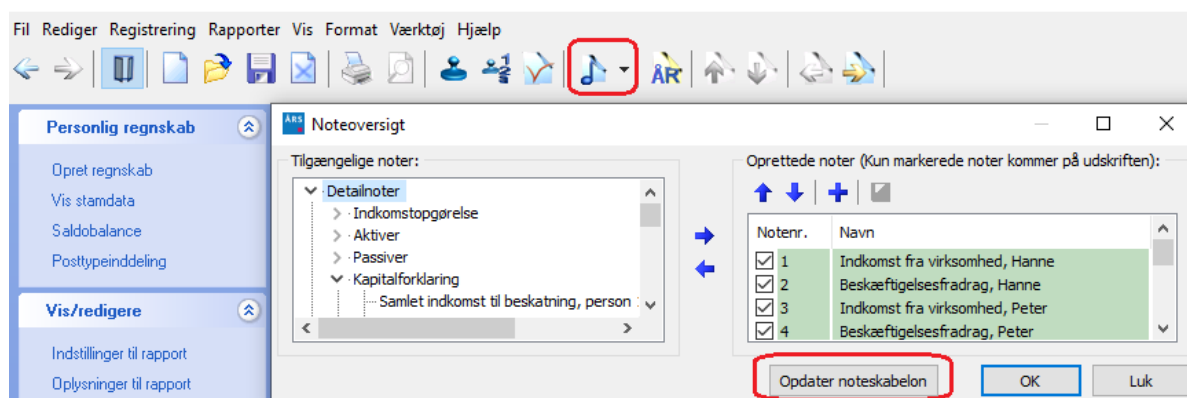 Fil Rediger Registrering Rapporter Vis Format Værktøj Hjælp
ÅR
Personlig regnskab
Opret regnskab
Vis stamdata
Saldobalance
Posttypeinddeling
Vis/redigere
Indstillinger til rapport
Oplysninger til rapport
ÅRS Noteoversigt
Tilgængelige noter:
Detailnoter
Indkomstopgørelse
Aktiver
Passiver
Kapitalforklaring
Samlet indkomst til beskatning, person
Oprettede noter (Kun markerede noter kommer på udskriften):
Notenr. Navn
1 Indkomst fra virksomhed, Hanne
2 Beskæftigelsesfradrag, Hanne
3 Indkomst fra virksomhed, Peter
4 Beskæftigelsesfradrag, Peter
Opdater noteskabelon OK Luk